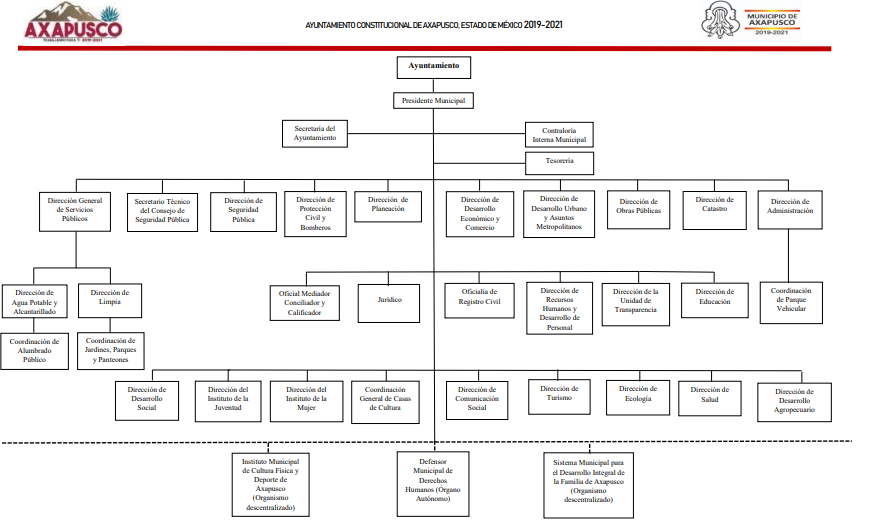 AXAPUSCO
AYUNTAMIENTO CONSTITUCIONAL DE AXAPUSCO, ESTADO DE MÉXICO 2019-2021
MUNICIPIO DE
AXAPUSCO
2019-2021
Ayuntamiento
Presidente Municipal
Secretaría del
Ayuntamiento
Contraloría
Interna Municipal
Tesorería
Dirección General
de Servicios
Públicos
Secretario Técnico
del Consejo de
Seguridad Pública
Dirección de
Seguridad
Pública
Dirección de
Protección
Civil y
Bomberos
Dirección de
Planeación
Dirección de
Desarrollo
Económico y
Comercio
Dirección de
Desarrollo Urbano
y Asuntos
Metropolitanos
Dirección de
Obras Públicas
Dirección de
Catastro
Dirección de
Administración
Dirección de
Agua Potable y
Alcantarillado
Dirección de
Limpia
Oficial Mediador
Conciliador y
Calificador
Jurídico
Oficialía de
Registro Civil
Dirección de
Recursos
Humanos y
Desarrollo de
Personal
Dirección de la
Unidad de
Transparencia
Dirección de
Educación
Coordinación
de Parque
Vehicular
Coordinación de
Alumbrado
Público
Coordinación de
Jardines, Parques
y Panteones
Dirección de
Desarrollo
Social
Dirección del
Instituto de la
Juventud
Dirección del
Instituto de la
Mujer
Coordinación
General de Casas
de Cultura
Dirección de
Comunicación
Social
Dirección de
Turismo
Dirección de
Ecología
Dirección de
Salud
Dirección de
Desarrollo
Agropecuario
Instituto Municipal
de Cultura Física y
Deporte de
Axapusco
(Organismo
descentralizado)
Defensor
Municipal de
Derechos
Humanos (Órgano
Autónomo)
Sistema Municipal para
el Desarrollo Integral de
la Familia de Axapusco
(Organismo
descentralizado)